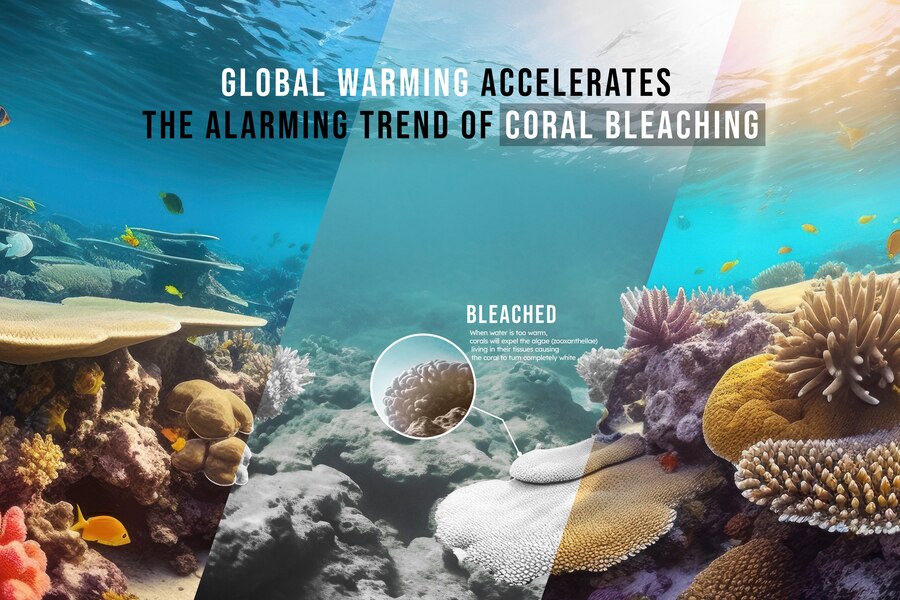 GLOBAL WARMING ACCELERATES
THE ALARMING TREND OF CORAL BLEACHING
BLEACHED
When water is too warm,
corals will expel the algae (zooxanthellae)
living in their tissues causing
the coral to turn completely white